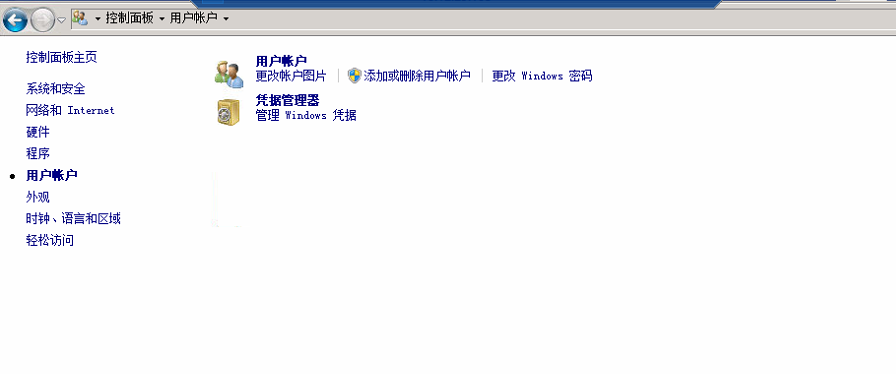 控制面板 用户帐户
控制面板主页
系统和安全
网络和 Internet
硬件
程序
用户帐户
外观
时钟、语言和区域
轻松访问
用户帐户
更改帐户图片 添加或删除用户帐户 更改 Windows 密码
凭据管理器
管理 Windows 凭据